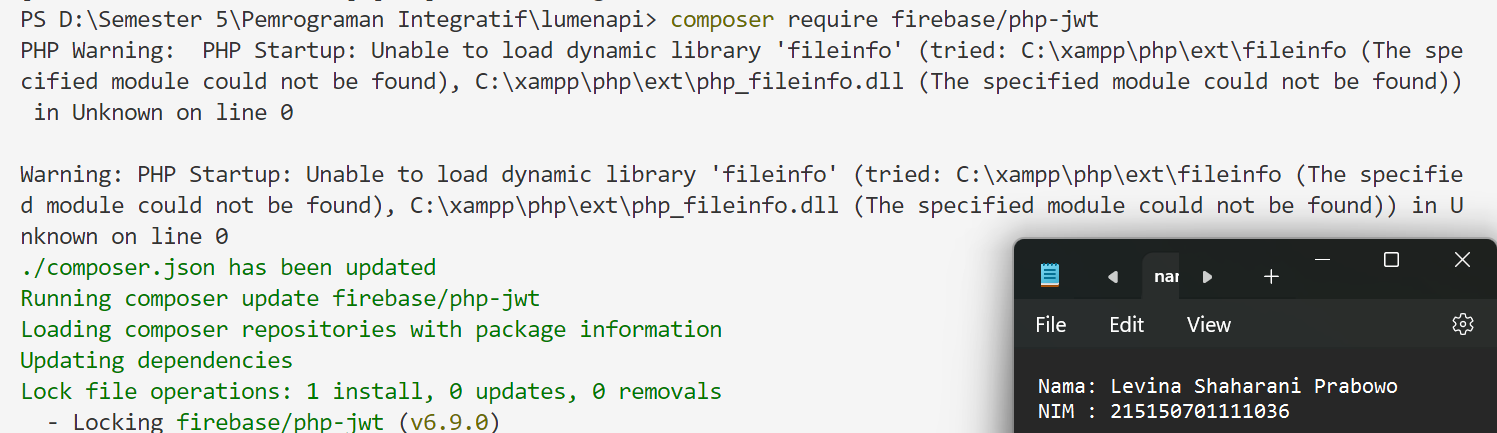 PS D:\Semester 5\Pemrograman Integratif\lumenapi> composer require firebase/php-jwt
PHP Warning:  PHP Startup: Unable to load dynamic library 'fileinfo' (tried: C:\xampp\php\ext\fileinfo (The spe
cified module could not be found), C:\xampp\php\ext\php_fileinfo.dll (The specified module could not be found))
 in Unknown on line 0
Warning: PHP Startup: Unable to load dynamic library 'fileinfo' (tried: C:\xampp\php\ext\fileinfo (The specifie
d module could not be found), C:\xampp\php\ext\php_fileinfo.dll (The specified module could not be found)) in U
nknown on line 0
./composer.json has been updated
Running composer update firebase/php-jwt
Loading composer repositories with package information
Updating dependencies
Lock file operations: 1 install, 0 updates, 0 removals
  - Locking firebase/php-jwt (v6.9.0)
File Edit View
Nama: Levina Shaharani Prabowo
NIM : 215150701111036